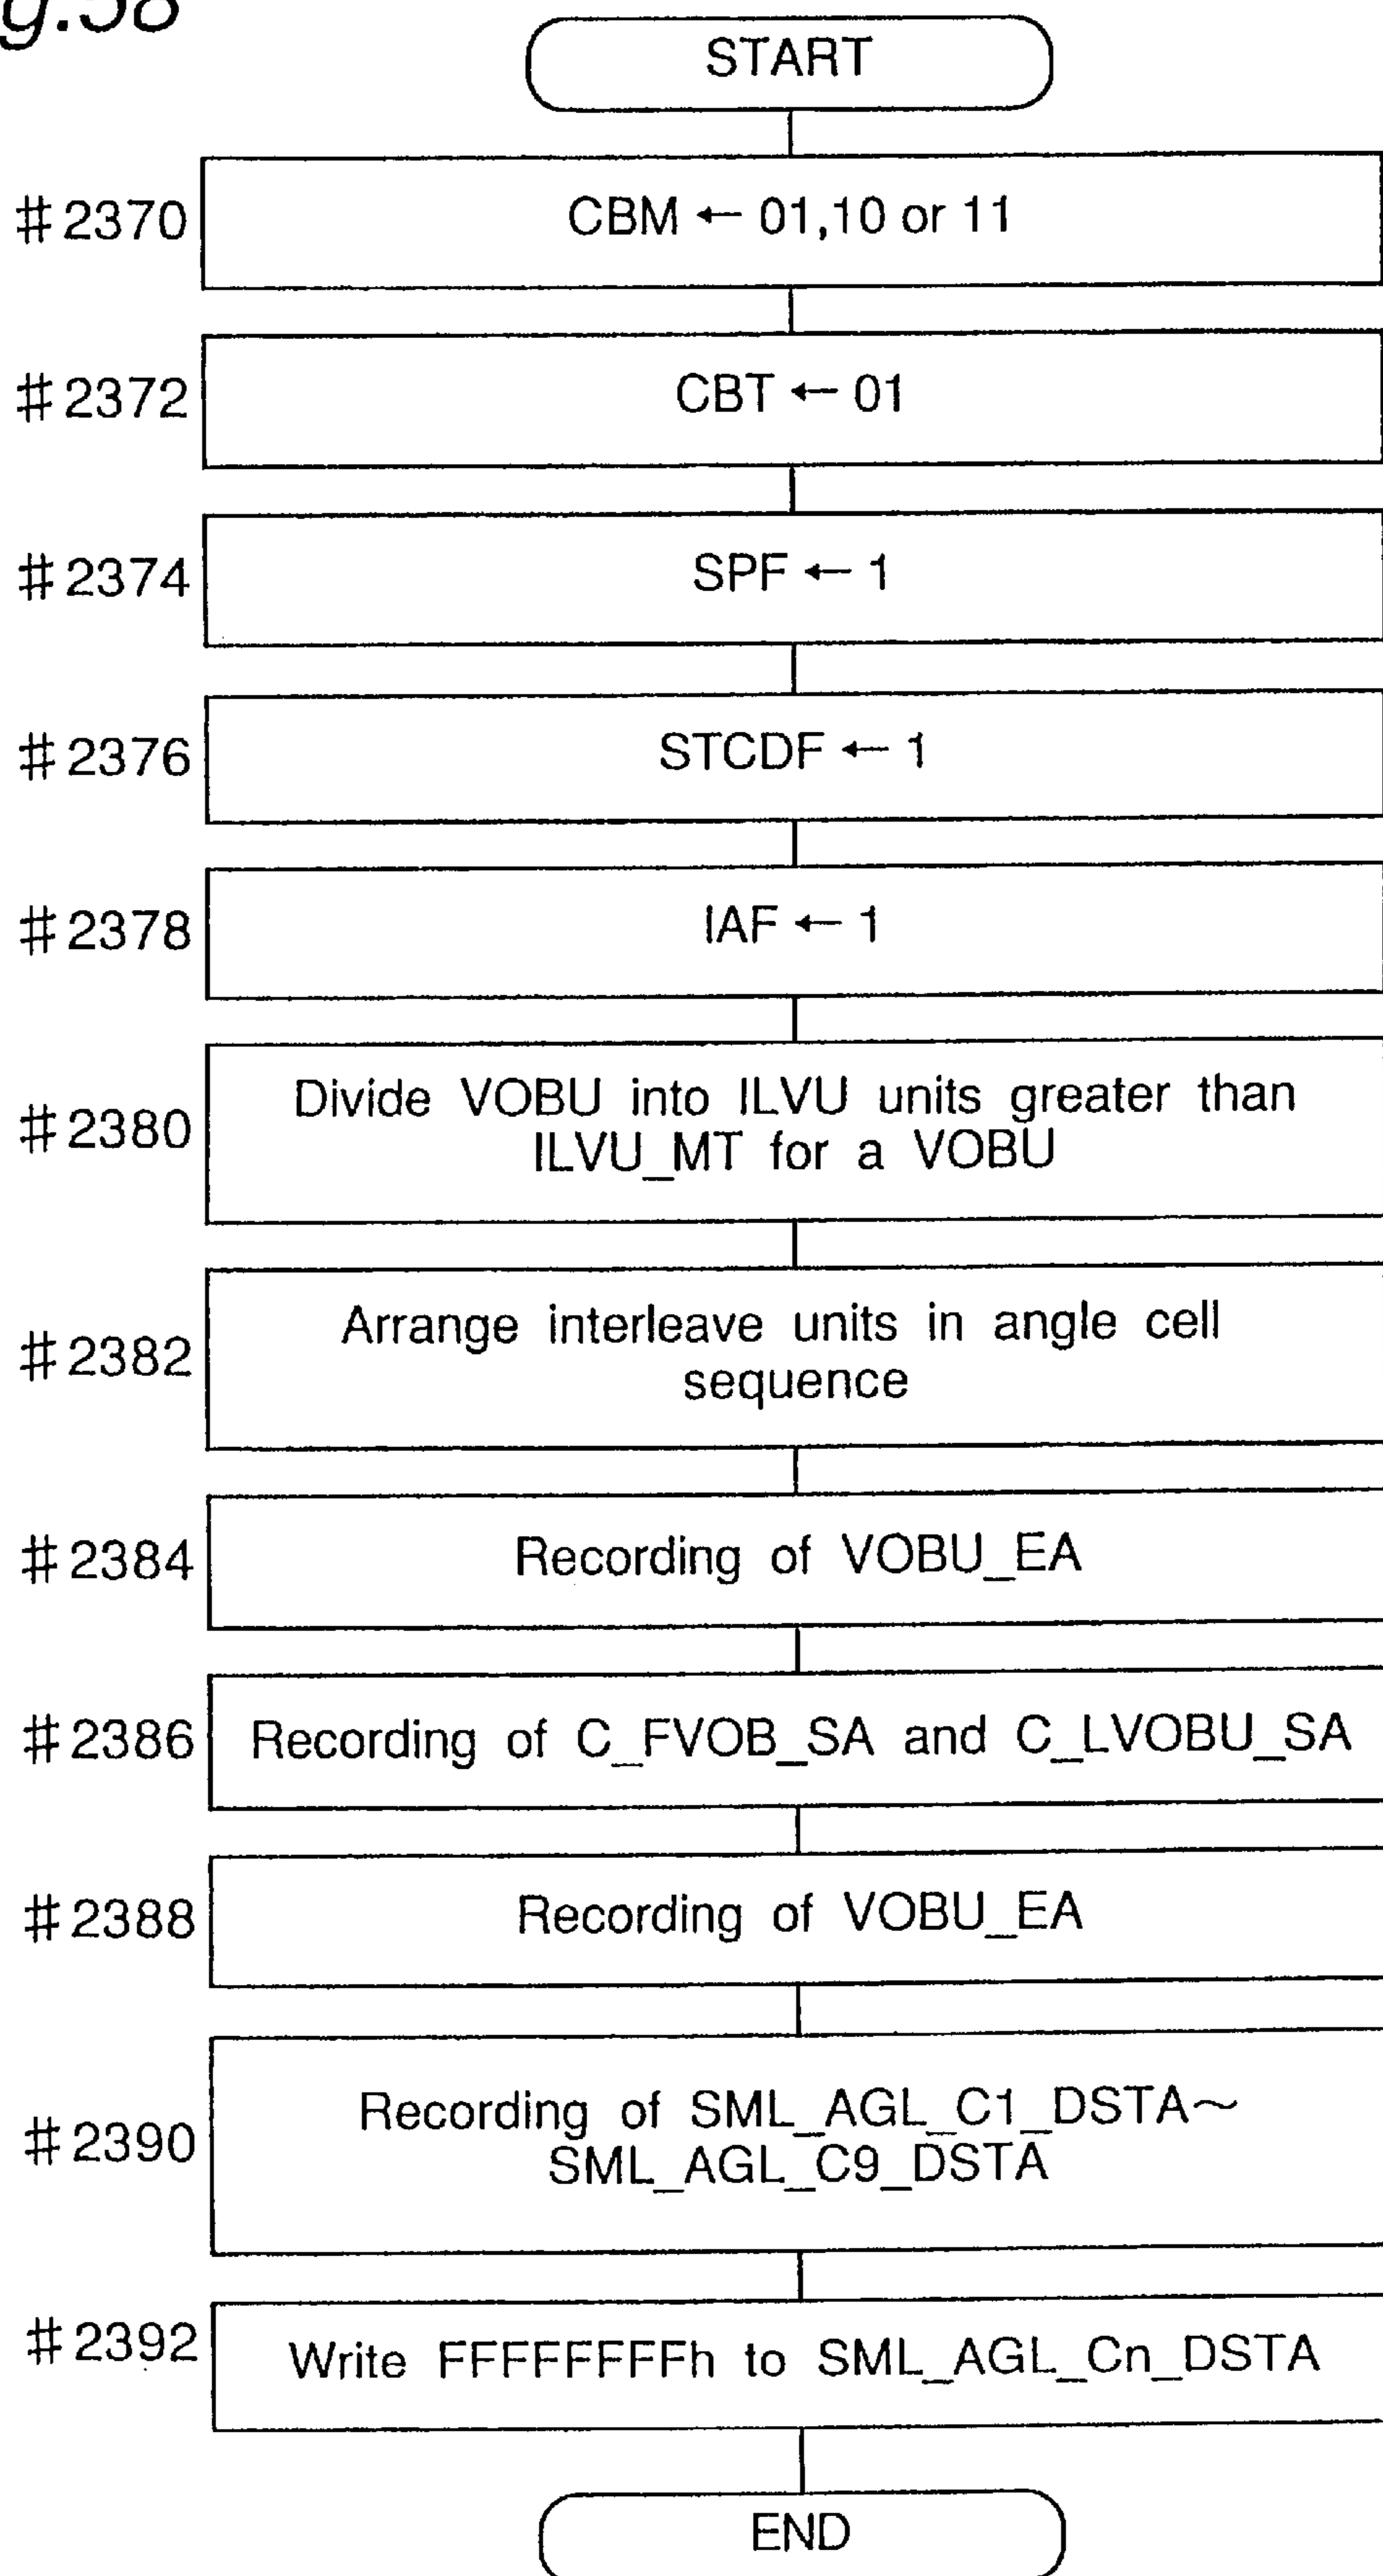 g.58
START
#2370
CBM ← 01,10 or 11
#2372
CBT ← 01
#2374
SPF ← 1
#2376
STCDF ← 1
#2378
IAF ← 1
#2380
Divide VOBU into ILVU units greater than
ILVU_MT for a VOBU
#2382
Arrange interleave units in angle cell
sequence
#2384
Recording of VOBU_EA
#2386
Recording of C_FVOB_SA and C_LVOBU_SA
#2388
Recording of VOBU_EA
#2390
Recording of SML_AGL_C1_DSTA~
SML_AGL_C9_DSTA
#2392
Write FFFFFFFFh to SML_AGL_Cn_DSTA
END